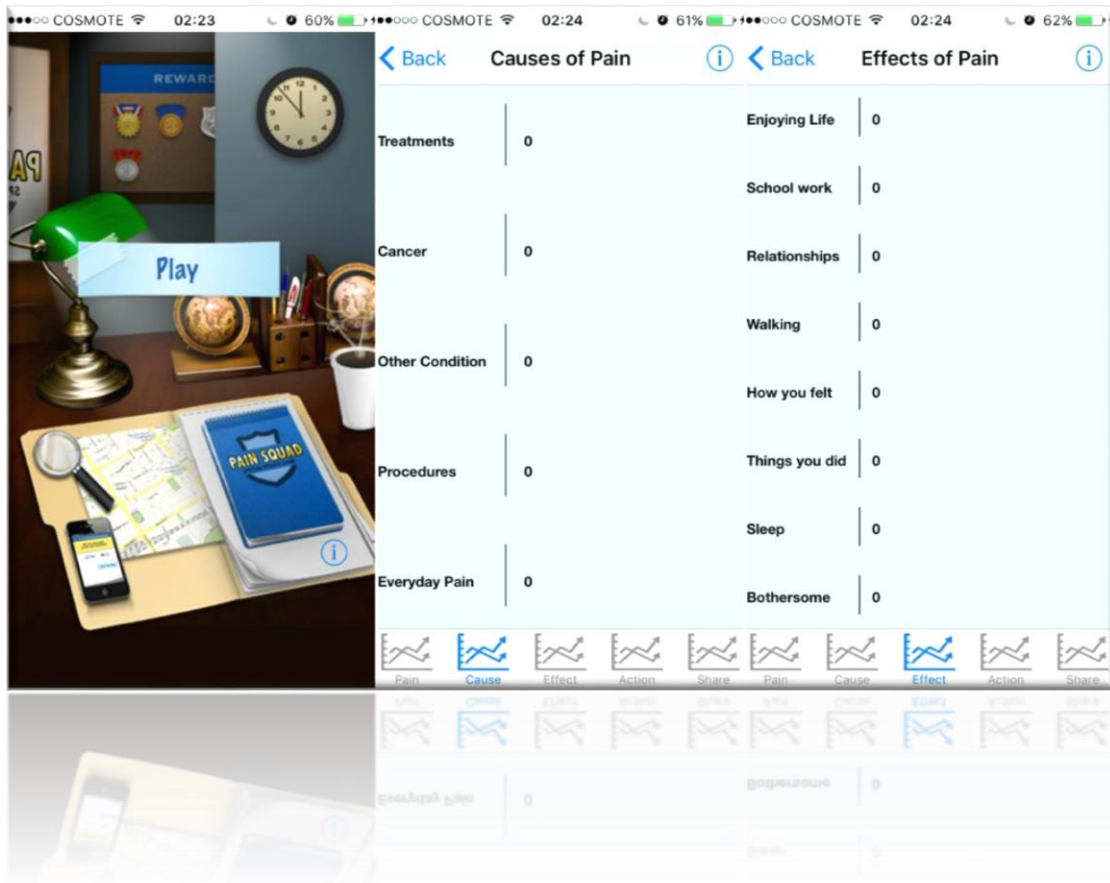 COSMOTE 02:23 60%
REWARD
Play
PAIN SQUAD
COSMOTE 02:24 61%
Back Causes of Pain
Treatments 0
Cancer 0
Other Condition 0
Procedures 0
Everyday Pain 0
Pain Cause Effect Action Share
COSMOTE 02:24 62%
Back Effects of Pain
Enjoying Life 0
School work 0
Relationships 0
Walking 0
How you felt 0
Things you did 0
Sleep 0
Bothersome 0
Pain Cause Effect Action Share